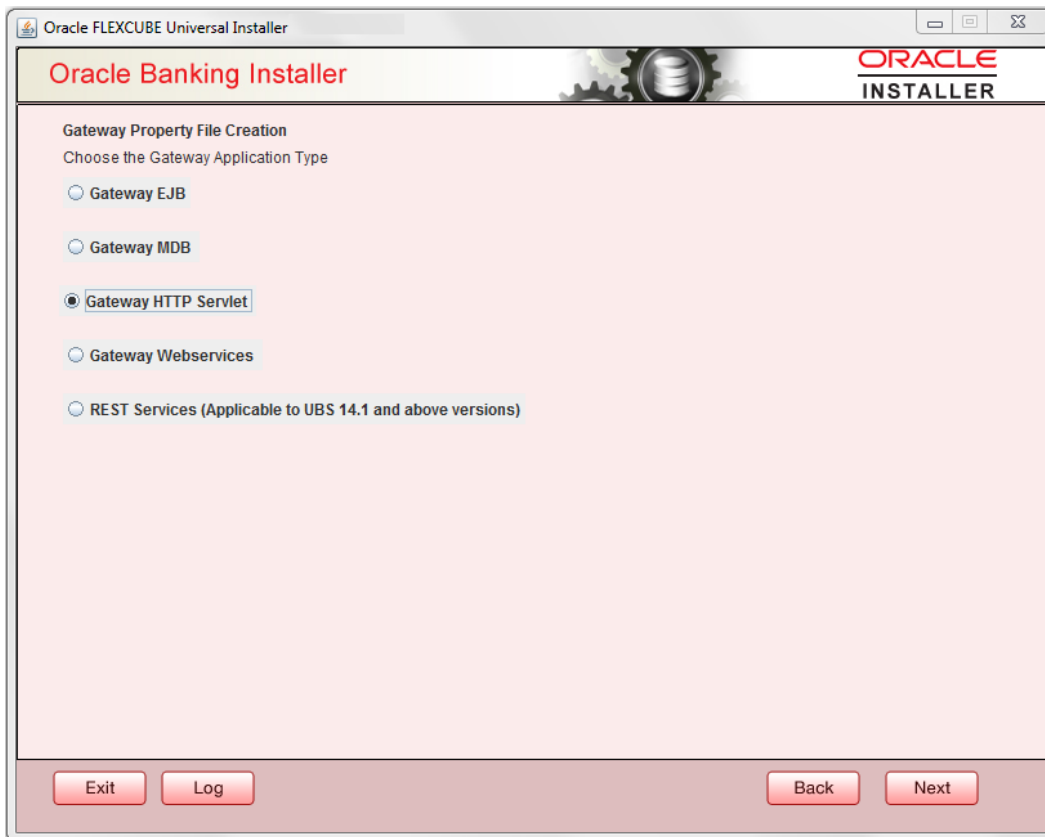 Oracle FLEXCUBE Universal Installer
Oracle Banking Installer
ORACLE
INSTALLER
Gateway Property File Creation
Choose the Gateway Application Type
Gateway EJB
Gateway MDB
Gateway HTTP Servlet
Gateway Webservices
REST Services (Applicable to UBS 14.1 and above versions)
Exit Log Back Next